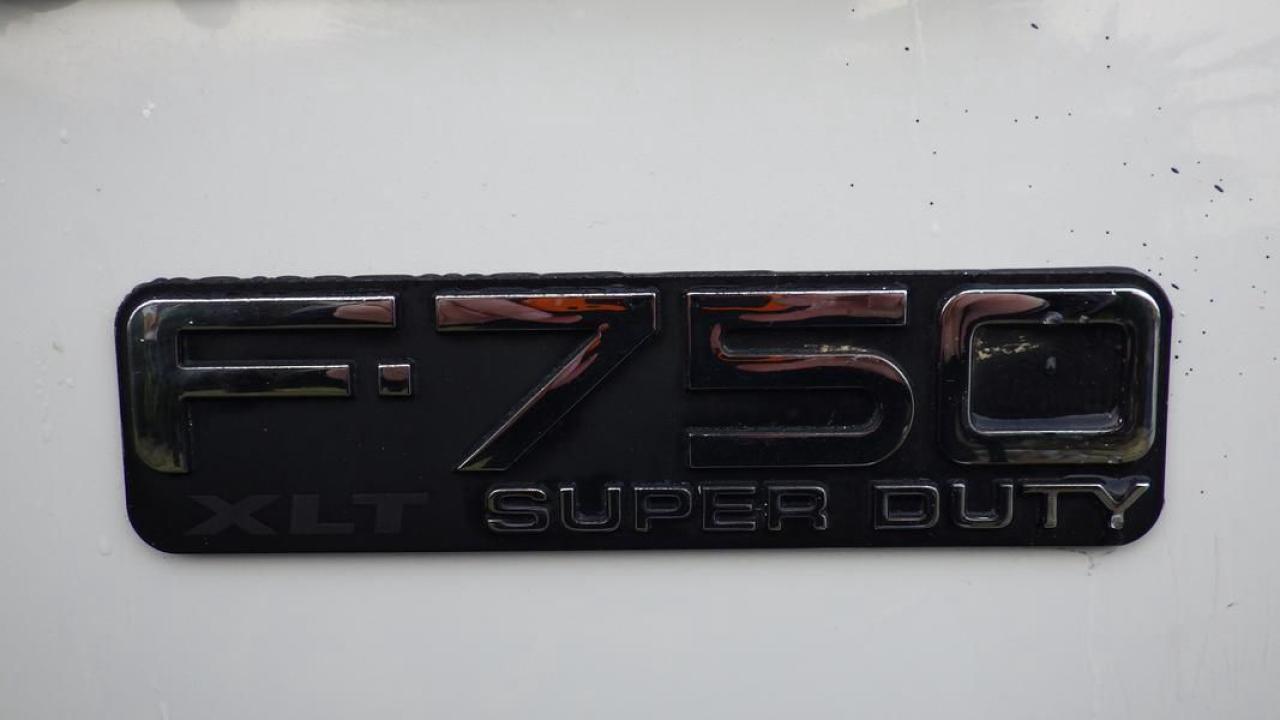 F-750
XLT SUPER DUTY